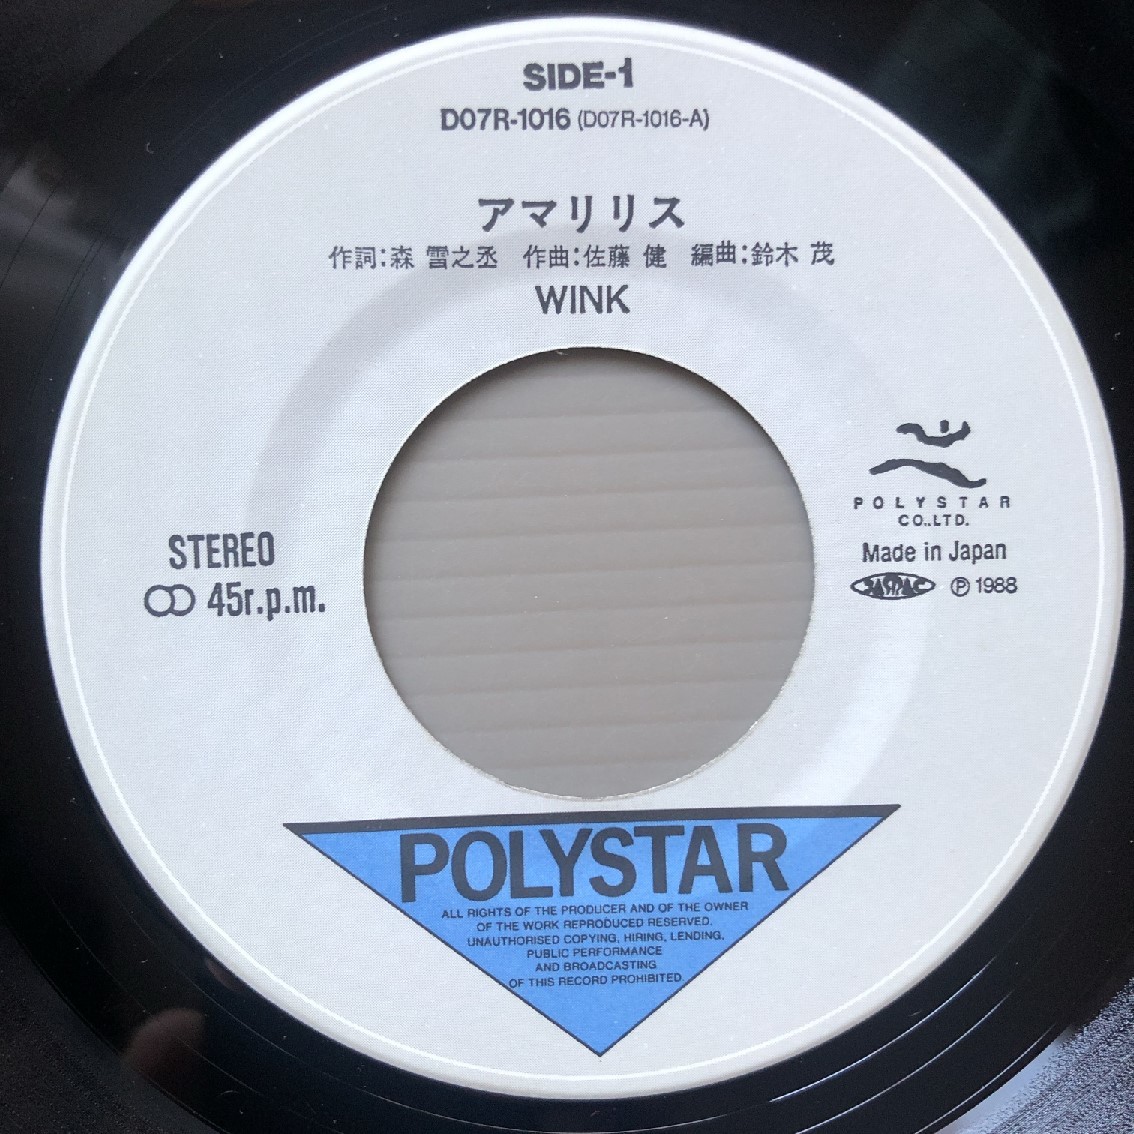 SIDE-1
D07R-1016 (D07R-1016-A)
アマリリス
作詞:森 雪之丞 作曲:佐藤 健 編曲:鈴木 茂
WINK
POLYSTAR
CO.,LTD.
STEREO
Made in Japan
45r.p.m.
JASRAC Ⓟ 1988
POLYSTAR
ALL RIGHTS OF THE PRODUCER AND OF THE OWNER
OF THE WORK REPRODUCED RESERVED.
UNAUTHORISED COPYING, HIRING, LENDING,
PUBLIC PERFORMANCE
AND BROADCASTING
OF THIS RECORD PROHIBITED